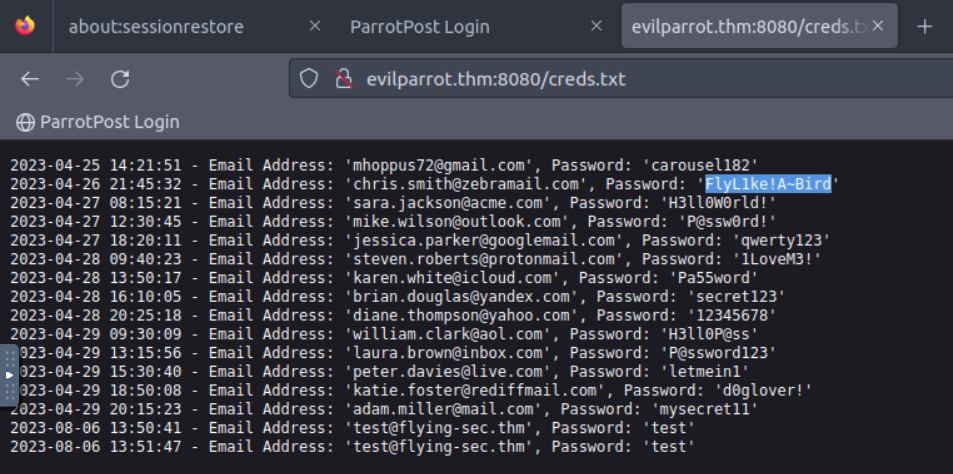 about:sessionrestore
ParrotPost Login
evilparrot.thm:8080/creds.tx
evilparrot.thm:8080/creds.txt
ParrotPost Login
2023-04-25 14:21:51 - Email Address: 'mhoppus72@gmail.com', Password: 'carousel182'
2023-04-26 21:45:32 - Email Address: 'chris.smith@zebramail.com', Password: 'FlyL1ke!A~Bird'
2023-04-27 08:15:21 - Email Address: 'sara.jackson@acme.com', Password: 'H3ll0W0rld!'
2023-04-27 12:30:45 - Email Address: 'mike.wilson@outlook.com', Password: 'P@ssw0rd!'
2023-04-27 18:20:11 - Email Address: 'jessica.parker@googlemail.com', Password: 'qwerty123'
2023-04-28 09:40:23 - Email Address: 'steven.roberts@protonmail.com', Password: '1LoveM3!'
2023-04-28 13:50:17 - Email Address: 'karen.white@icloud.com', Password: 'Pa55word'
2023-04-28 16:10:05 - Email Address: 'brian.douglas@yandex.com', Password: 'secret123'
2023-04-28 20:25:18 - Email Address: 'diane.thompson@yahoo.com', Password: '12345678'
2023-04-29 09:30:09 - Email Address: 'william.clark@aol.com', Password: 'H3ll0P@ss'
023-04-29 13:15:56 - Email Address: 'laura.brown@inbox.com', Password: 'P@ssword123'
023-04-29 15:30:40 - Email Address: 'peter.davies@live.com', Password: 'letmein1'
023-04-29 18:50:08 - Email Address: 'katie.foster@rediffmail.com', Password: 'd0glover!'
2023-04-29 20:15:23 - Email Address: 'adam.miller@mail.com', Password: 'mysecret11'
2023-08-06 13:50:41 - Email Address: 'test@flying-sec.thm', Password: 'test'
2023-08-06 13:51:47 - Email Address: 'test@flying-sec.thm', Password: 'test'